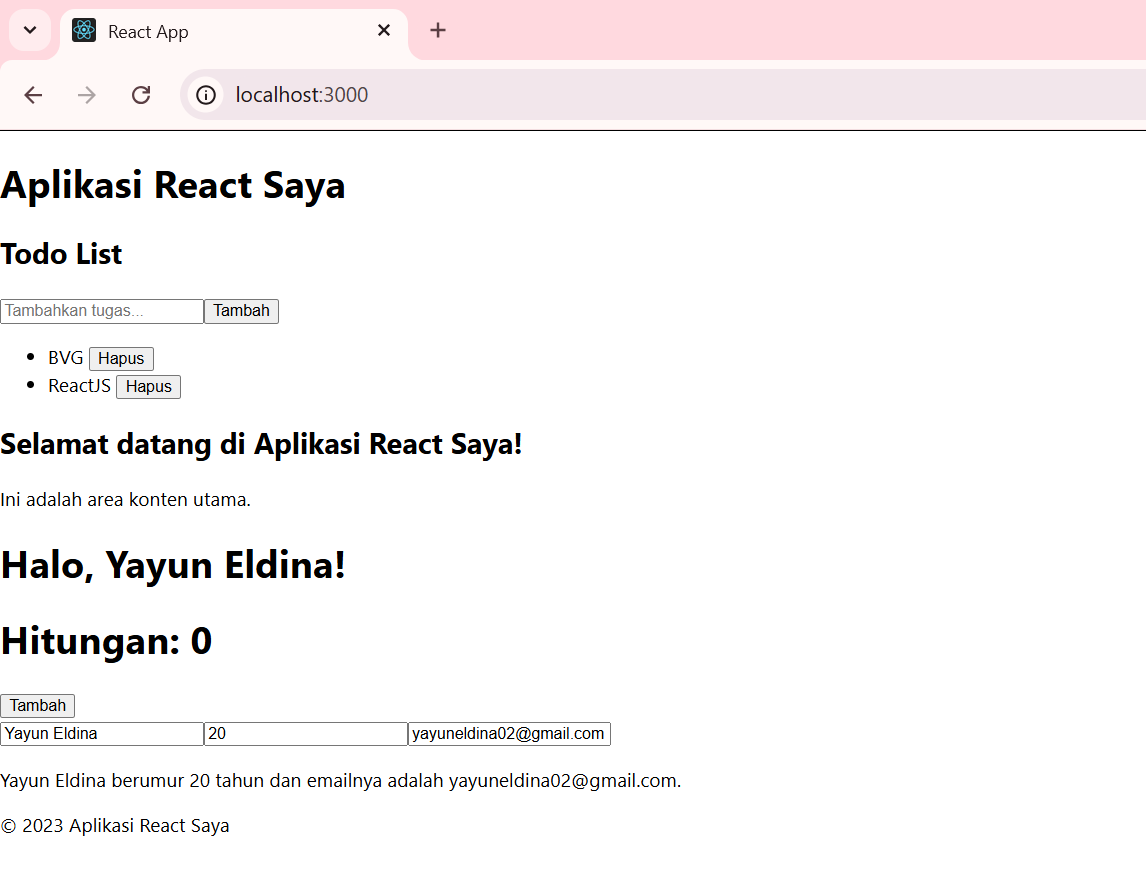 React App
localhost:3000
Aplikasi React Saya
Todo List
Tambahkan tugas... Tambah
BVG Hapus
ReactJS Hapus
Selamat datang di Aplikasi React Saya!
Ini adalah area konten utama.
Halo, Yayun Eldina!
Hitungan: 0
Tambah
Yayun Eldina 20 yayuneldina02@gmail.com
Yayun Eldina berumur 20 tahun dan emailnya adalah yayuneldina02@gmail.com.
© 2023 Aplikasi React Saya